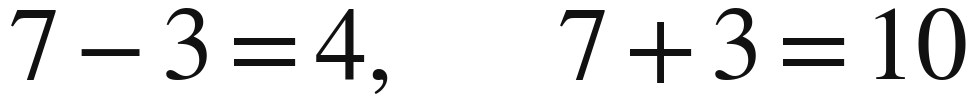 7 − 3 = 4, 7 + 3 = 10